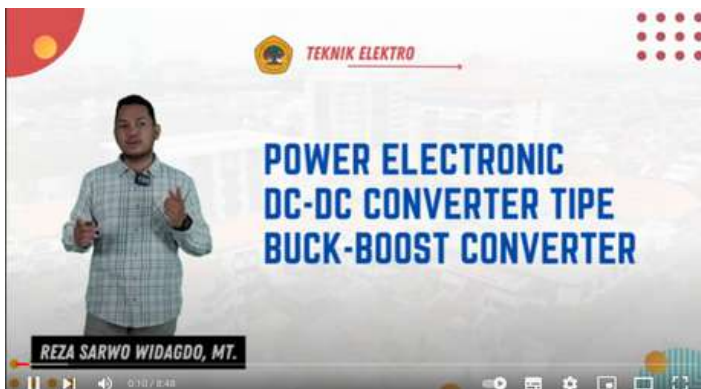 TEKNIK ELEKTRO
POWER ELECTRONIC
DC-DC CONVERTER TIPE
BUCK-BOOST CONVERTER
REZA SARWO WIDAGDO, MT.
0:10 / 8:48